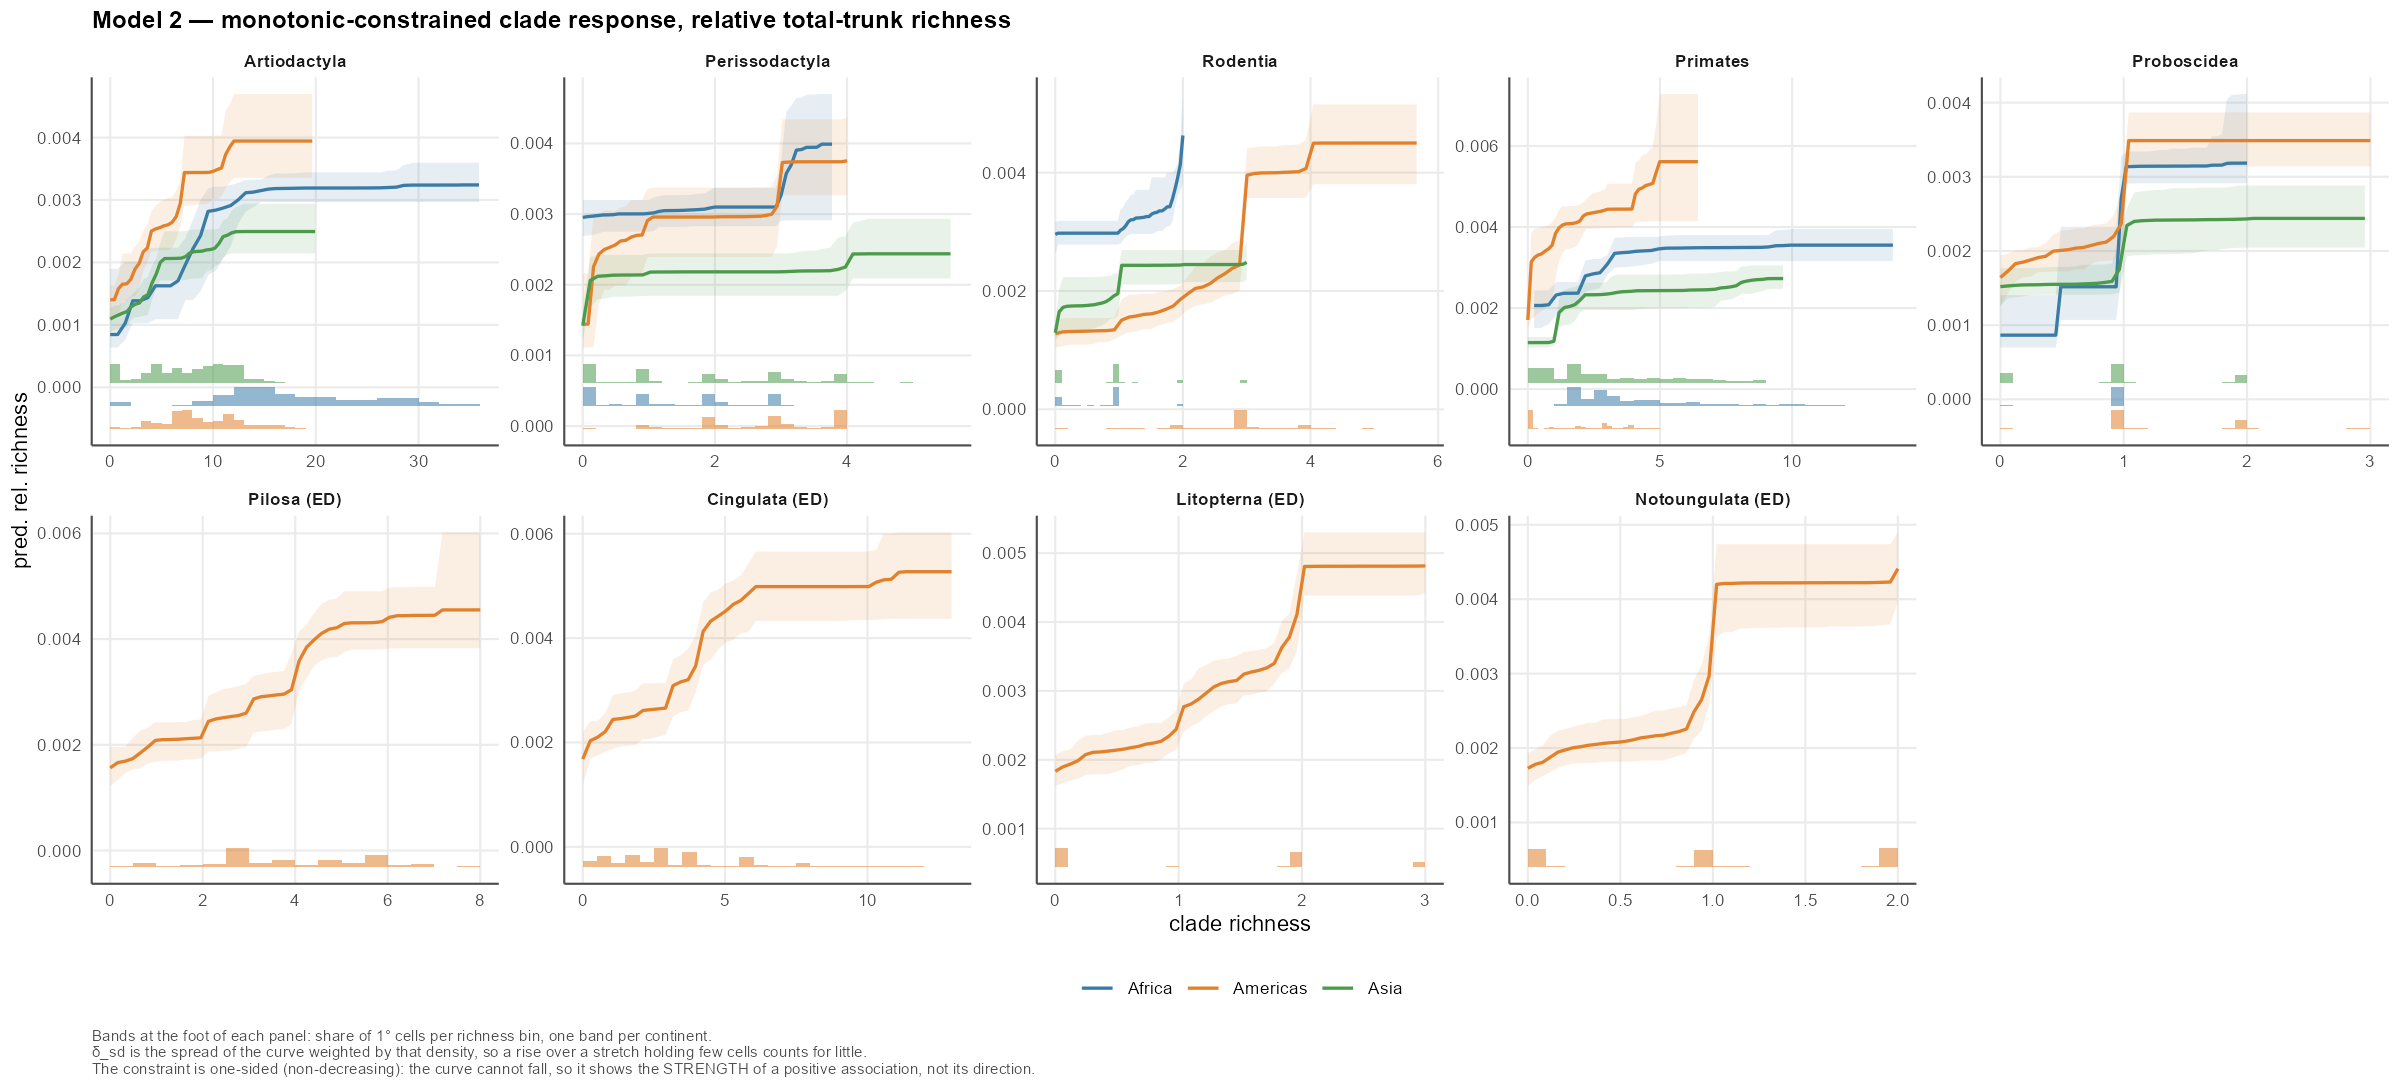 Model 2 — monotonic-constrained clade response, relative total-trunk richness
Artiodactyla
Perissodactyla
Rodentia
Primates
Proboscidea
0.004
0.003
0.002
0.001
0.000
0 10 20 30
0.004
0.003
0.002
0.001
0.000
0 2 4
0.004
0.002
0.000
0 2 4 6
0.006
0.004
0.002
0.000
0 5 10
0.004
0.003
0.002
0.001
0.000
0 1 2 3
pred. rel. richness
Pilosa (ED)
Cingulata (ED)
Litopterna (ED)
Notoungulata (ED)
0.006
0.004
0.002
0.000
0 2 4 6 8
0.006
0.004
0.002
0.000
0 5 10
0.005
0.004
0.003
0.002
0.001
0 1 2 3
0.005
0.004
0.003
0.002
0.001
0.0 0.5 1.0 1.5 2.0
clade richness
Africa Americas Asia
Bands at the foot of each panel: share of 1° cells per richness bin, one band per continent.
δ_sd is the spread of the curve weighted by that density, so a rise over a stretch holding few cells counts for little.
The constraint is one-sided (non-decreasing): the curve cannot fall, so it shows the STRENGTH of a positive association, not its direction.